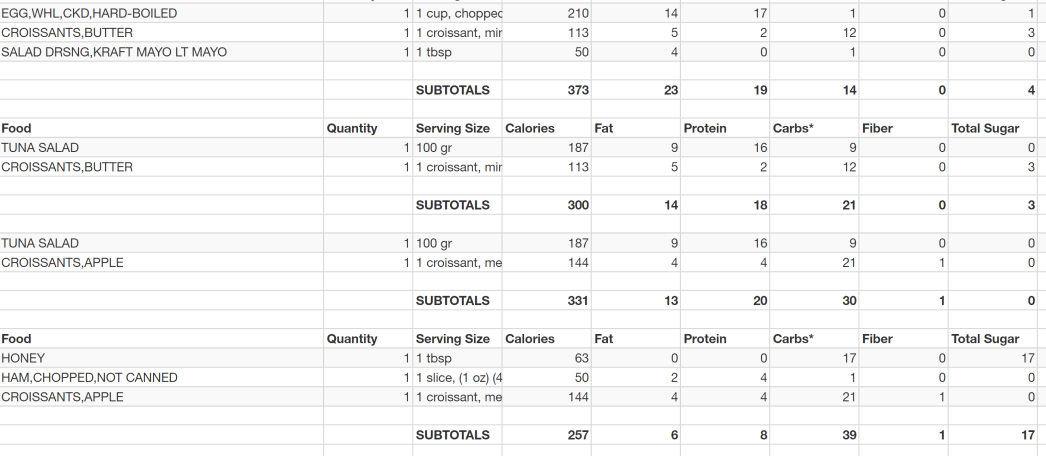 EGG,WHL,CKD,HARD-BOILED 1 1 cup, chopped 210 14 17 1 0 1
CROISSANTS,BUTTER 1 1 croissant, min 113 5 2 12 0 3
SALAD DRSNG,KRAFT MAYO LT MAYO 1 1 tbsp 50 4 0 1 0 0
SUBTOTALS 373 23 19 14 0 4
Food Quantity Serving Size Calories Fat Protein Carbs* Fiber Total Sugar
TUNA SALAD 1 100 gr 187 9 16 9 0 0
CROISSANTS,BUTTER 1 1 croissant, min 113 5 2 12 0 3
SUBTOTALS 300 14 18 21 0 3
TUNA SALAD 1 100 gr 187 9 16 9 0 0
CROISSANTS,APPLE 1 1 croissant, me 144 4 4 21 1 0
SUBTOTALS 331 13 20 30 1 0
Food Quantity Serving Size Calories Fat Protein Carbs* Fiber Total Sugar
HONEY 1 1 tbsp 63 0 0 17 0 17
HAM,CHOPPED,NOT CANNED 1 1 slice, (1 oz) (4 50 2 4 1 0 0
CROISSANTS,APPLE 1 1 croissant, me 144 4 4 21 1 0
SUBTOTALS 257 6 8 39 1 17